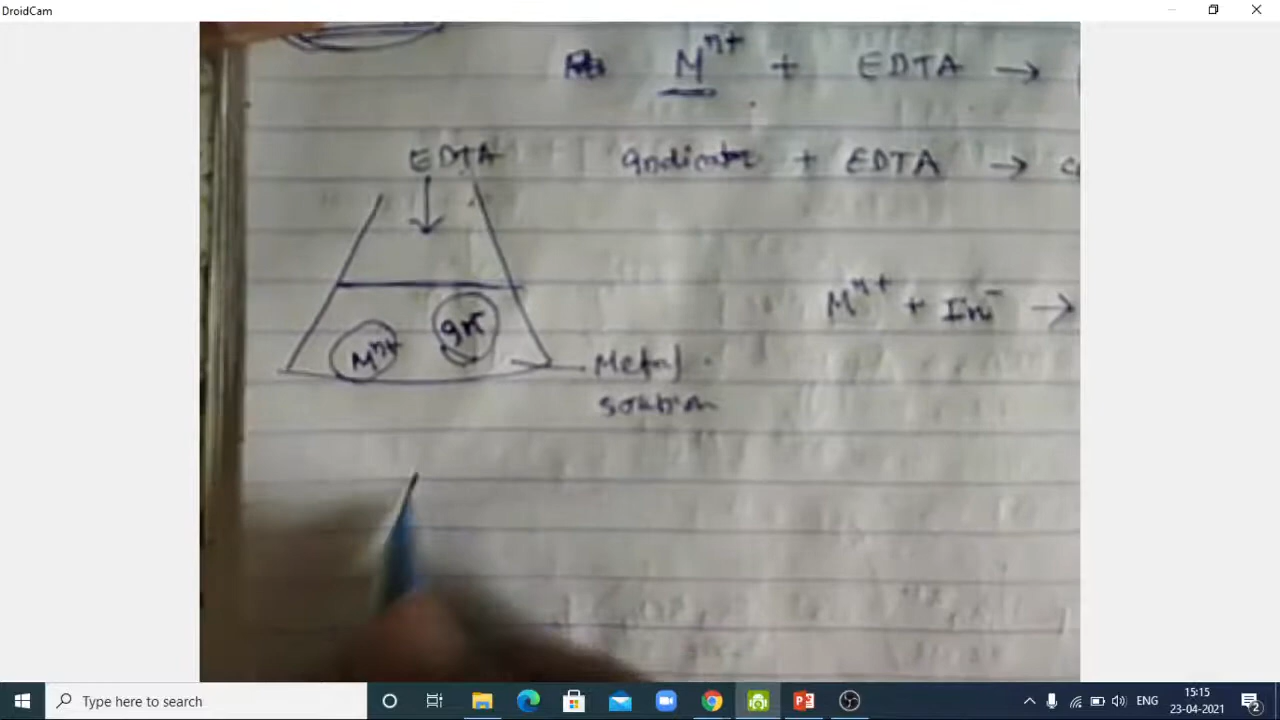 DroidCam
M^n+ + EDTA →
EDTA
Indicator + EDTA → c
M^n+ + In^- →
M^n+
In^-
Metal
solution
Type here to search
ENG
15:15
23-04-2021
2